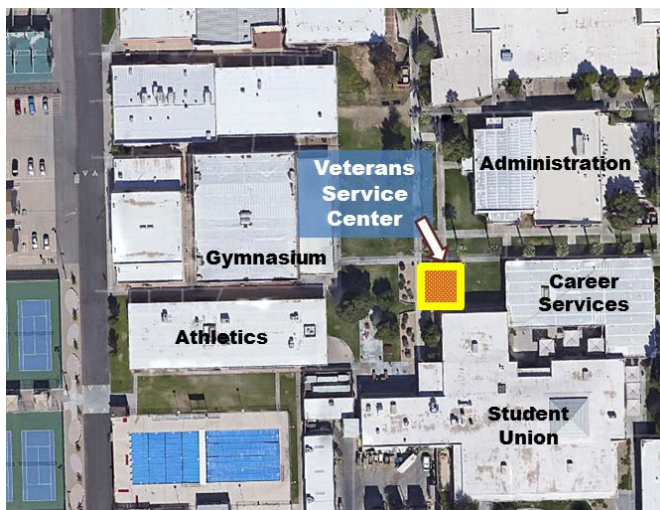 Veterans
Service
Center
Administration
Gymnasium
Career
Services
Athletics
Student
Union